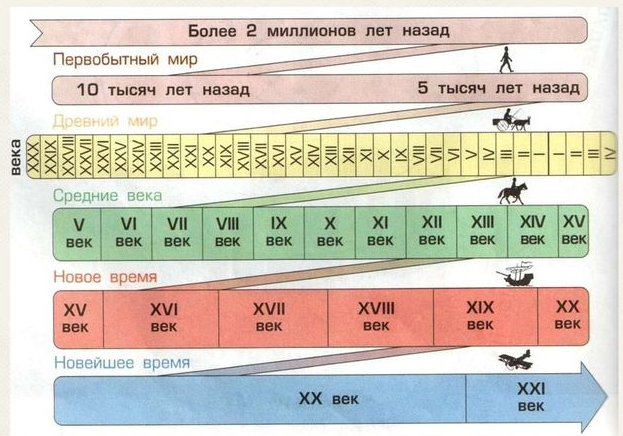 Более 2 миллионов лет назад
Первобытный мир
10 тысяч лет назад 5 тысяч лет назад
Древний мир
века XXX XXIX XXVIII XXVII XXVI XXV XXIV XXIII XXII XXI XX XIX XVIII XVII XVI XV XIV XIII XII XI X IX VIII VII VI V IV III II I I II III IV
Средние века
V VI VII VIII IX X XI XII XIII XIV XV
век век век век век век век век век век век
Новое время
XV XVI XVII XVIII XIX XX
век век век век век век
Новейшее время
XX век XXI
век